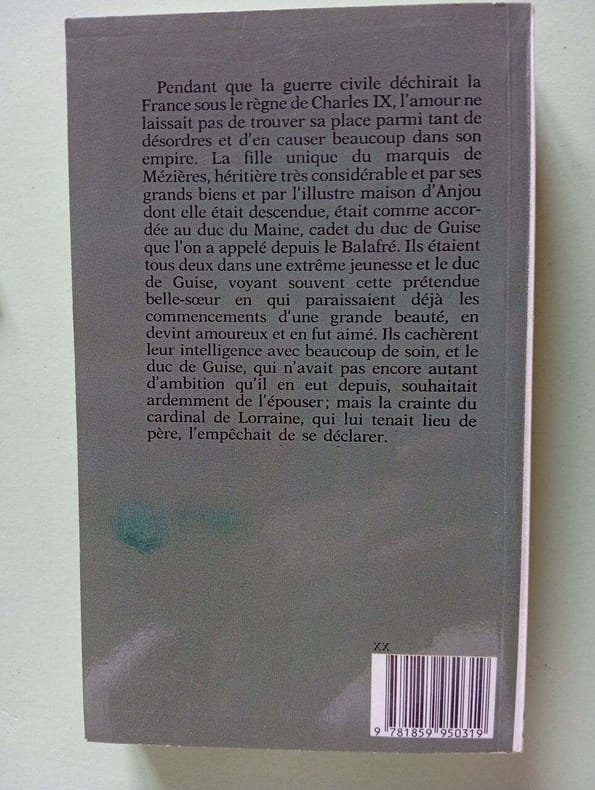 Pendant que la guerre civile déchirait la
France sous le règne de Charles IX, l'amour ne
laissait pas de trouver sa place parmi tant de
désordres et d'en causer beaucoup dans son
empire. La fille unique du marquis de
Mézières, héritière très considérable et par ses
grands biens et par l'illustre maison d'Anjou
dont elle était descendue, était comme accor-
dée au duc du Maine, cadet du duc de Guise
que l'on a appelé depuis le Balafré. Ils étaient
tous deux dans une extrême jeunesse et le duc
de Guise, voyant souvent cette prétendue
belle-sœur en qui paraissaient déjà les
commencements d'une grande beauté, en
devint amoureux et en fut aimé. Ils cachèrent
leur intelligence avec beaucoup de soin, et le
duc de Guise, qui n'avait pas encore autant
d'ambition qu'il en eut depuis, souhaitait
ardemment de l'épouser; mais la crainte du
cardinal de Lorraine, qui lui tenait lieu de
père, l'empêchait de se déclarer.
XX
9 781859 950319